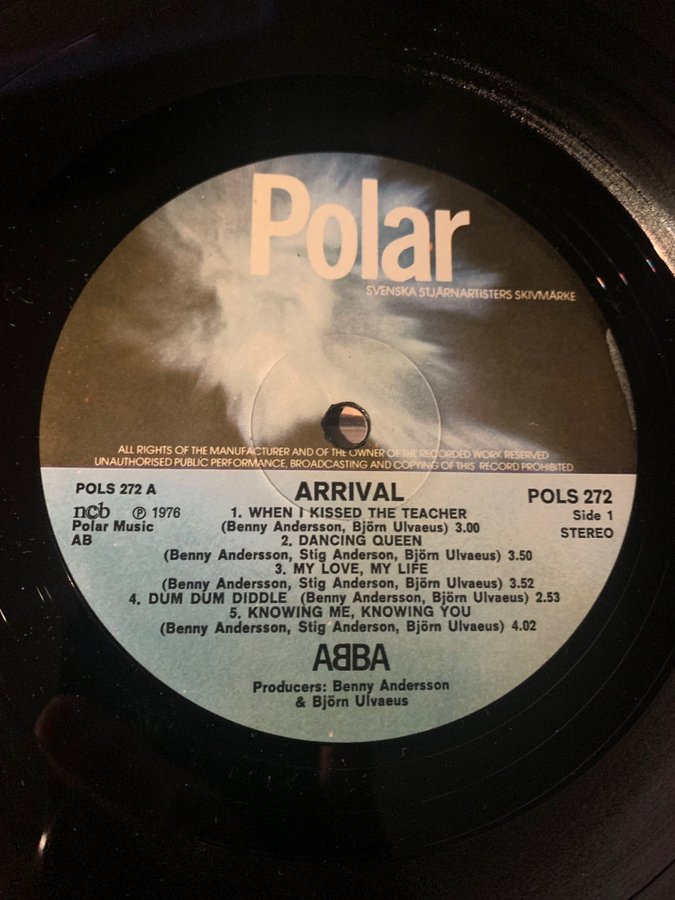 Polar
SVENSKA STJÄRNARTISTERS SKIVMÄRKE
ALL RIGHTS OF THE MANUFACTURER AND OF THE OWNER OF THE RECORDED WORK RESERVED
UNAUTHORISED PUBLIC PERFORMANCE, BROADCASTING AND COPYING OF THIS RECORD PROHIBITED
POLS 272 A
ncb ℗ 1976
Polar Music
AB
ARRIVAL
POLS 272
Side 1
STEREO
1. WHEN I KISSED THE TEACHER
(Benny Andersson, Björn Ulvaeus) 3.00
2. DANCING QUEEN
(Benny Andersson, Stig Anderson, Björn Ulvaeus) 3.50
3. MY LOVE, MY LIFE
(Benny Andersson, Stig Anderson, Björn Ulvaeus) 3.52
4. DUM DUM DIDDLE (Benny Andersson, Björn Ulvaeus) 2.53
5. KNOWING ME, KNOWING YOU
(Benny Andersson, Stig Anderson, Björn Ulvaeus) 4.02
ABBA
Producers: Benny Andersson
& Björn Ulvaeus